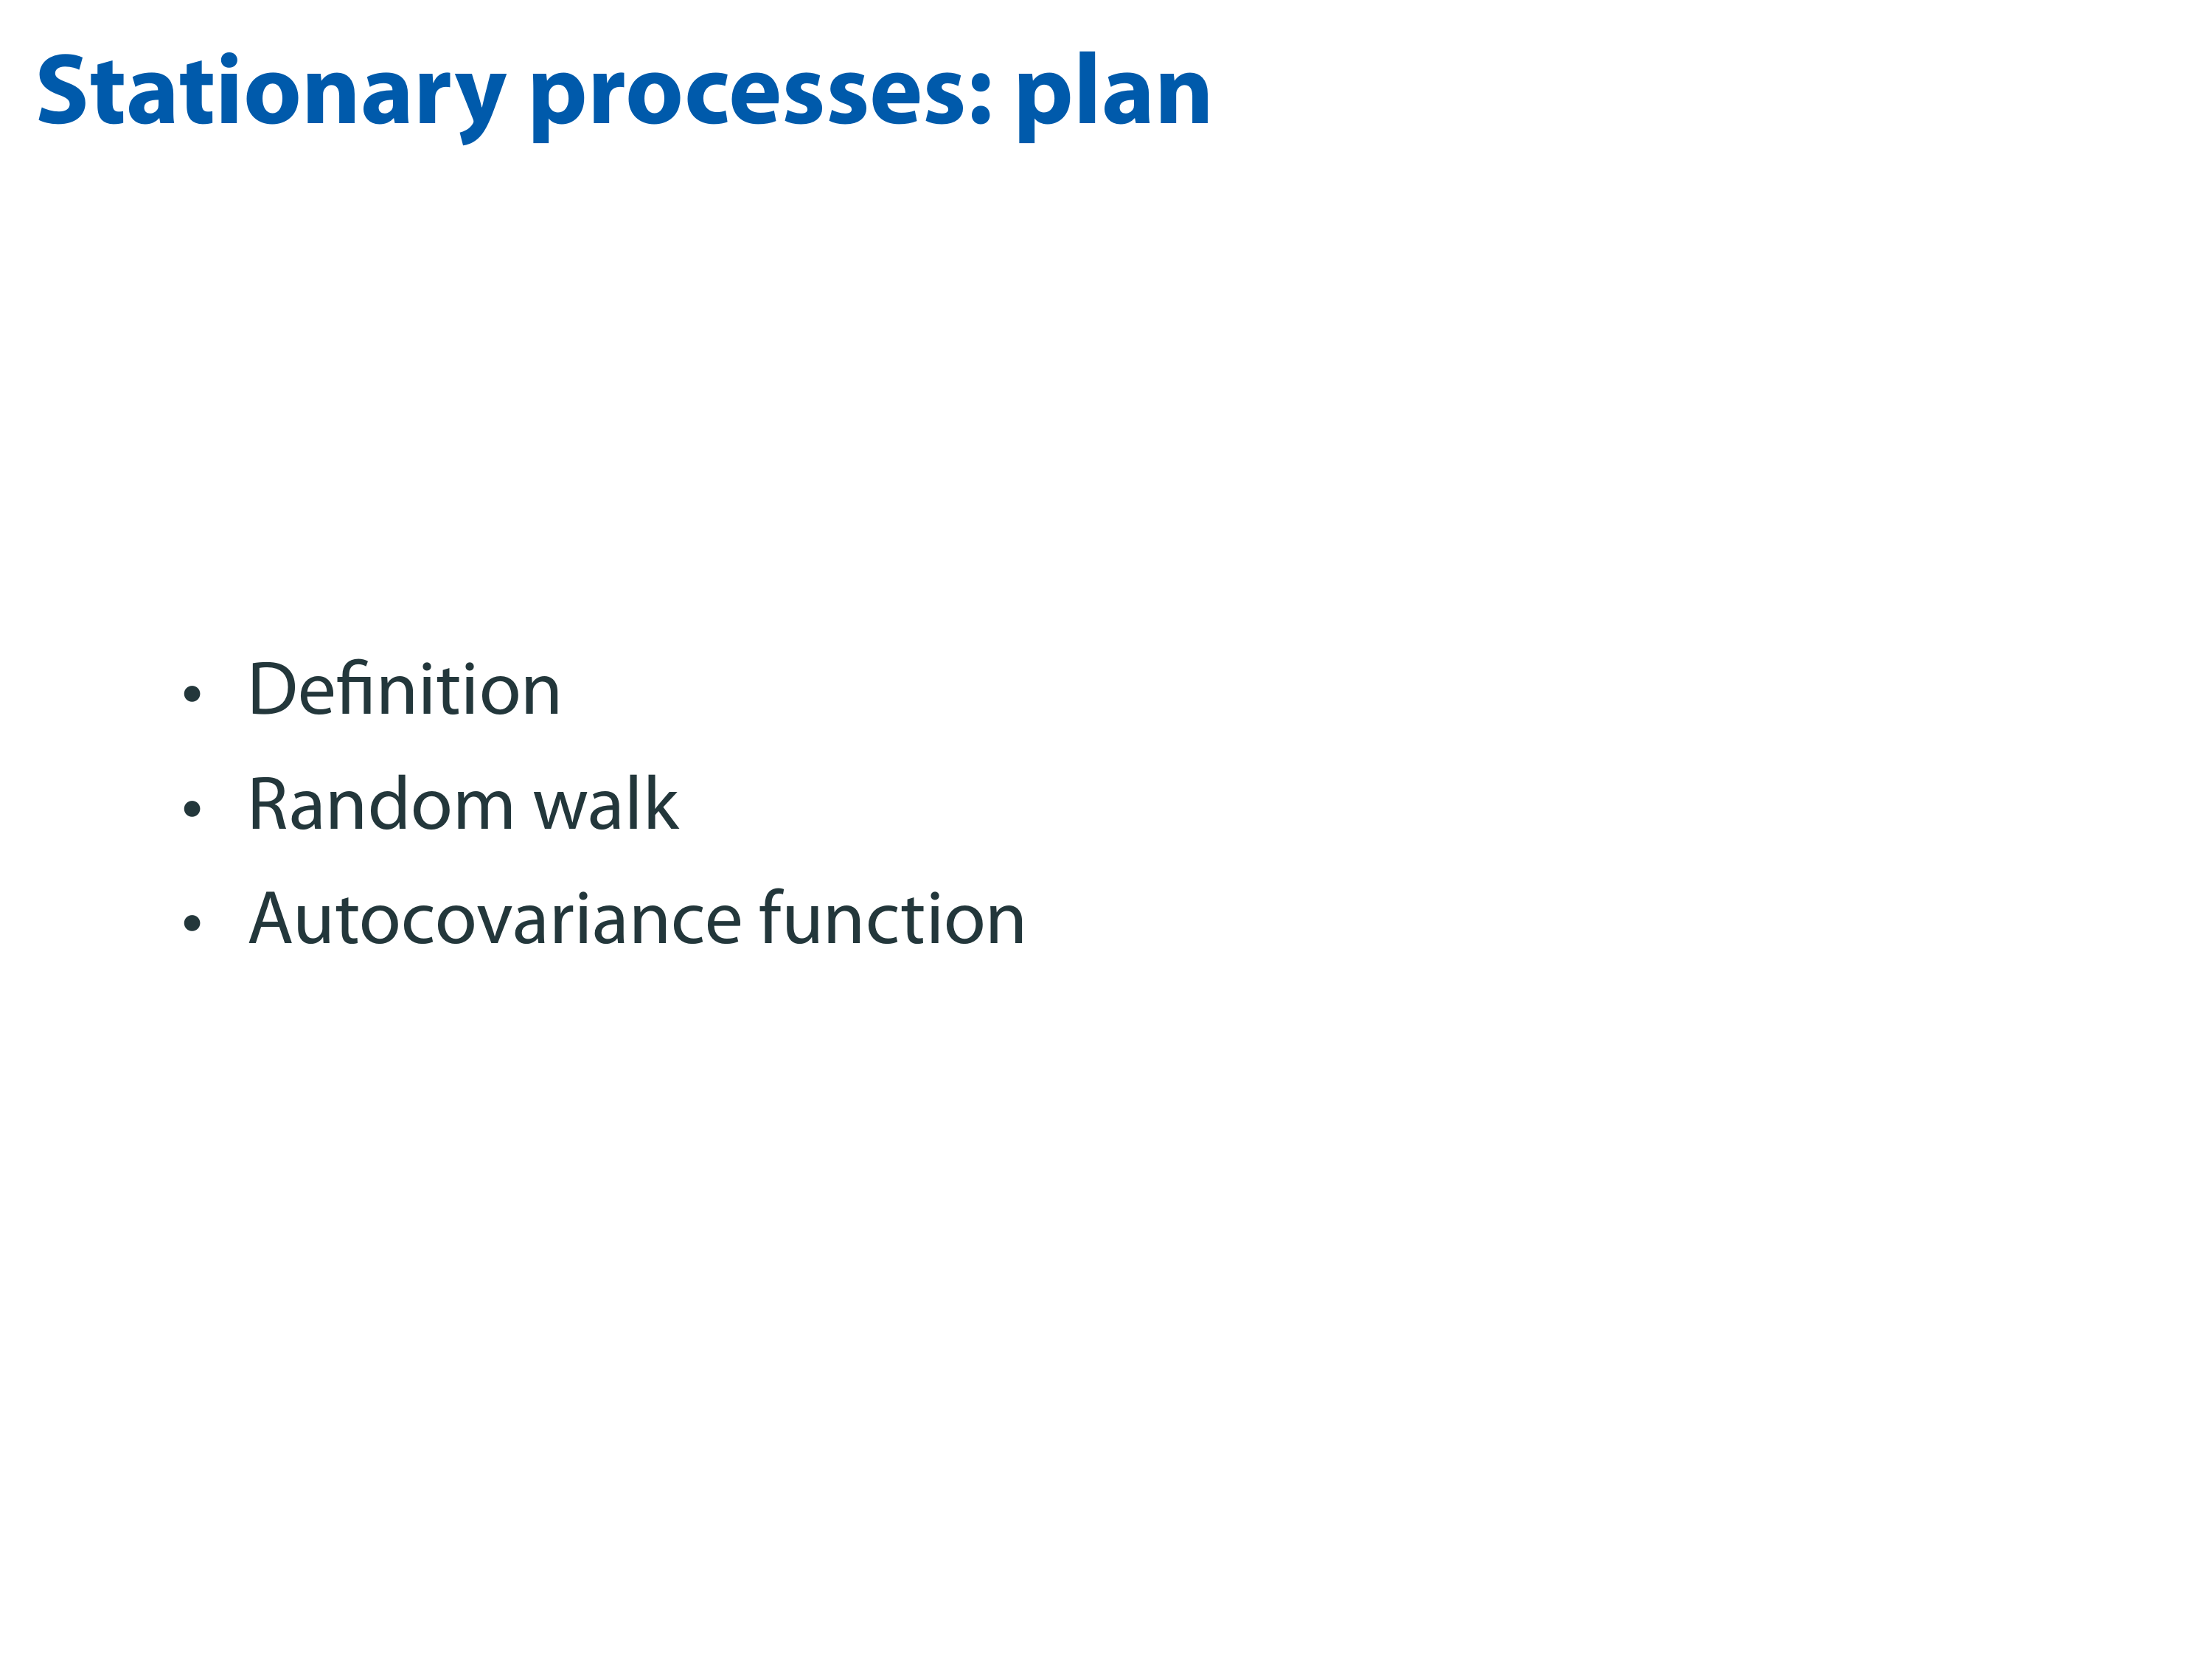 Stationary processes: plan
• Definition
• Random walk
• Autocovariance function